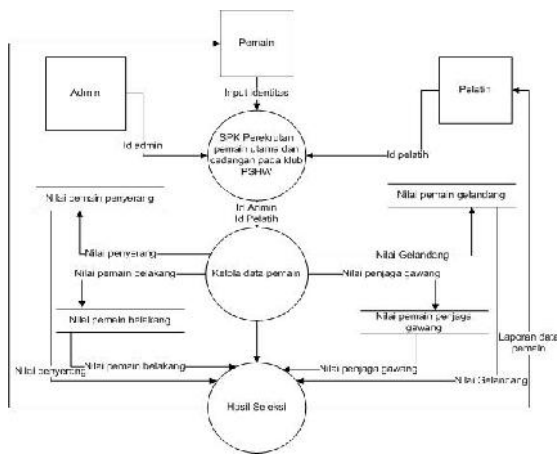 Pemain
Admin
Pelatih
Input identitas
Id admin
SPK Perekrutan
pemain utama dan
cadangan pada klub
PSHW
Id pelatih
Nilai pemain penyerang
Nilai pemain gelandang
Id Admin
Id Pelatih
Nilai penyerang
Nilai Gelandang
Nilai pemain belakang
Kelola data pemain
Nilai penjaga gawang
Nilai pemain belakang
Nilai pemain penjaga
gawang
Laporan data
pemain
Nilai pemain belakang
Nilai penyerang
Nilai penjaga gawang
Nilai Gelandang
Hasil Seleksi